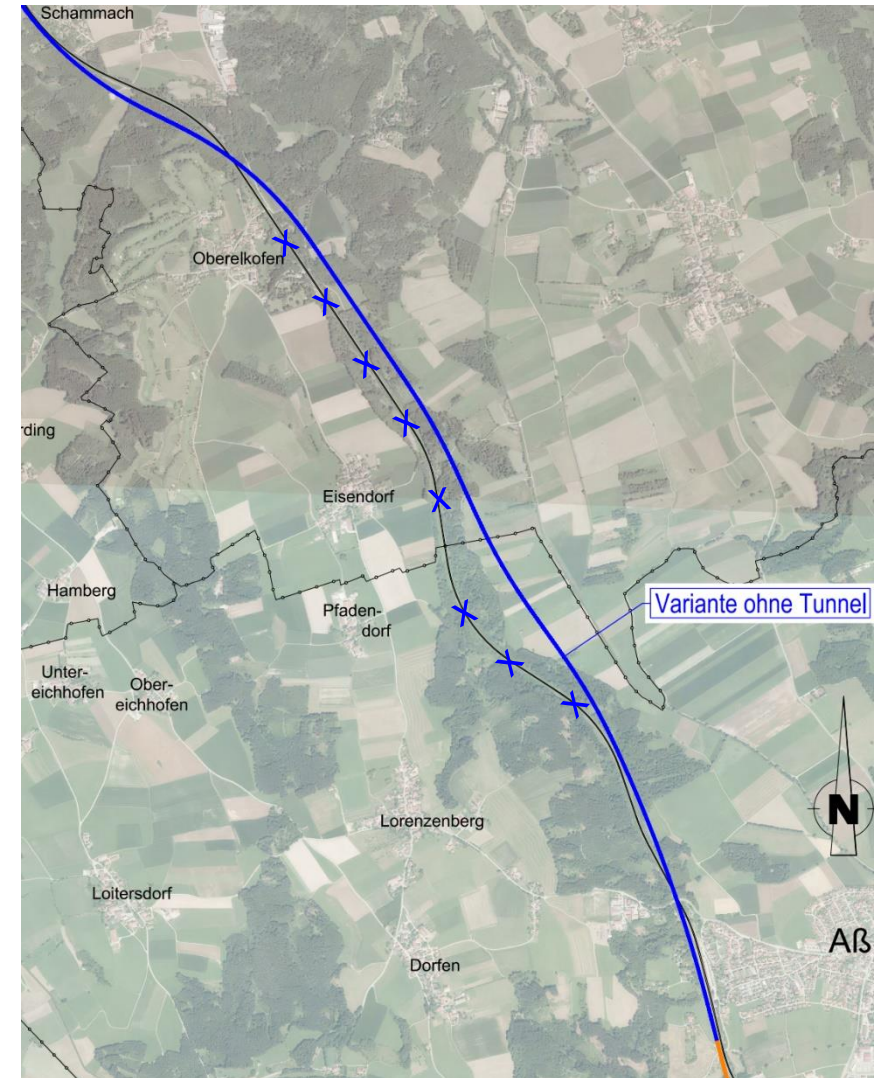 Schammach
Oberelkofen
rding
Eisendorf
Hamberg
Pfaden-
dorf
Variante ohne Tunnel
Unter-
eichhofen
Ober-
eichhofen
N
Lorenzenberg
Loitersdorf
Aß
Dorfen